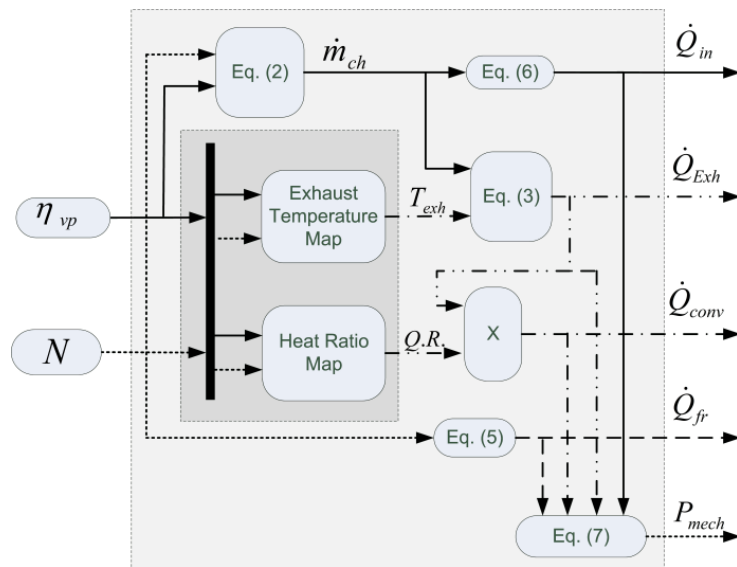 ṁ_ch
Q̇_in
Eq. (2)
Eq. (6)
Q̇_Exh
Exhaust
Temperature
Map
T_exh
Eq. (3)
η_vp
Q̇_conv
N
Heat Ratio
Map
Q.R.
X
Q̇_fr
Eq. (5)
P_mech
Eq. (7)